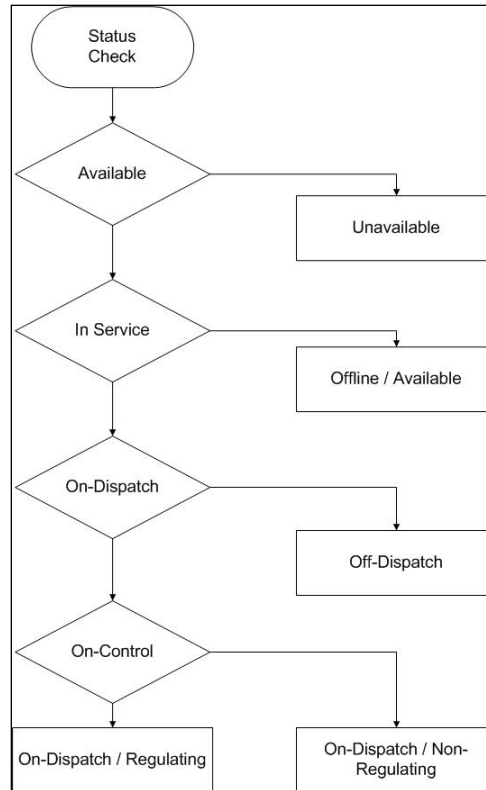 Status
Check
Available
Unavailable
In Service
Offline / Available
On-Dispatch
Off-Dispatch
On-Control
On-Dispatch / Regulating
On-Dispatch / Non-
Regulating